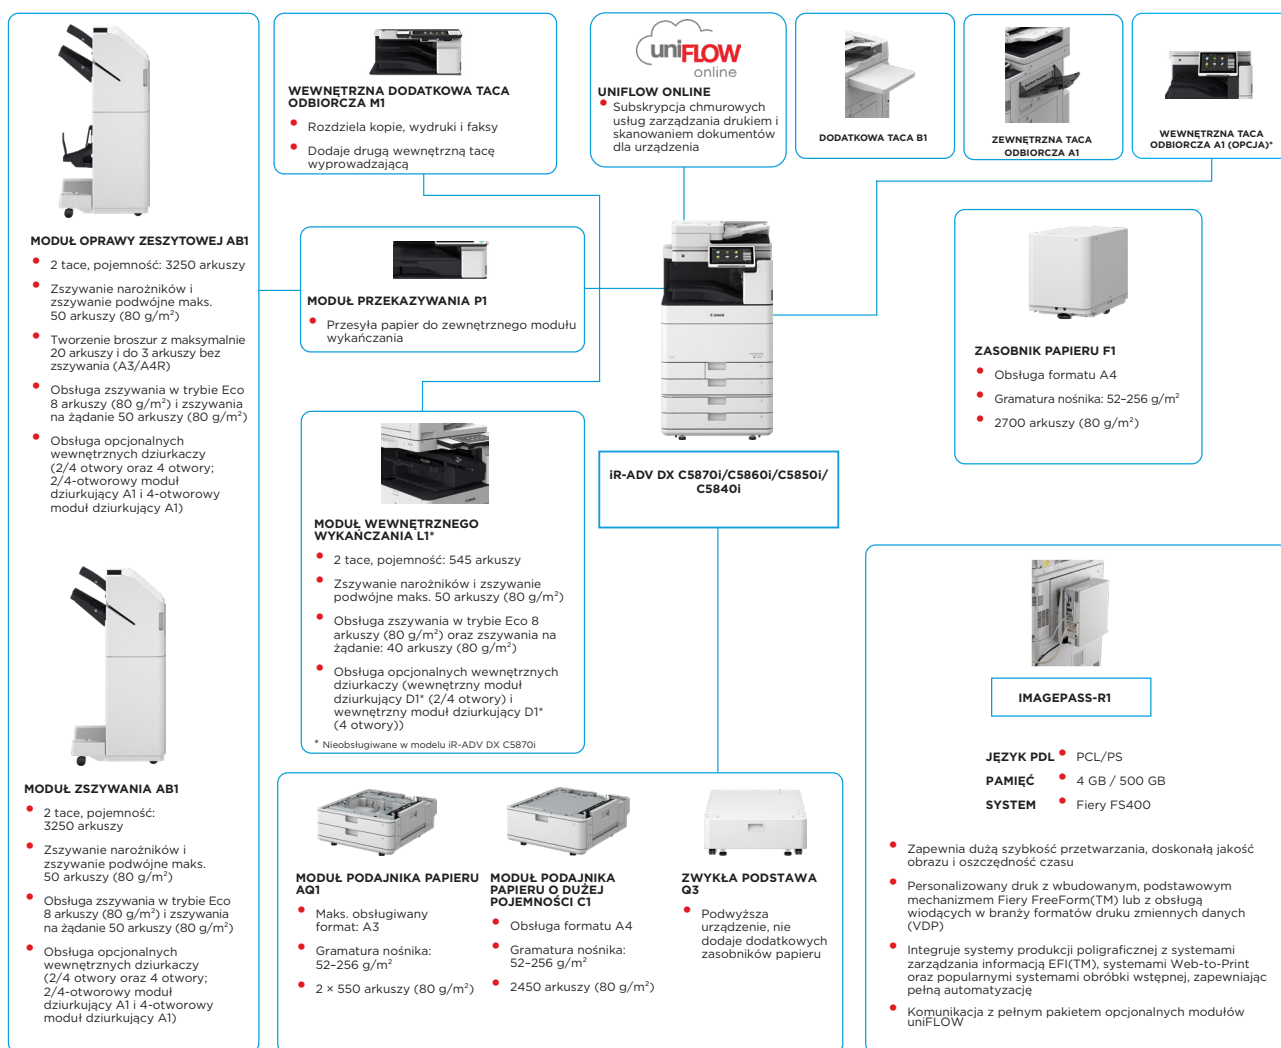 MODUŁ OPRAWY ZESZYTOWEJ AB1
2 tace, pojemność: 3250 arkuszy
Zszywanie narożników i
zszywanie podwójne maks.
50 arkuszy (80 g/m²)
Tworzenie broszur z maksymalnie
20 arkuszy i do 3 arkuszy bez
zszywania (A3/A4R)
Obsługa zszywania w trybie Eco
8 arkuszy (80 g/m²) i zszywania
na żądanie 50 arkuszy (80 g/m²)
Obsługa opcjonalnych
wewnętrznych dziurkaczy
(2/4 otwory oraz 4 otwory;
2/4-otworowy moduł
dziurkujący A1 i 4-otworowy
moduł dziurkujący A1)
MODUŁ ZSZYWANIA AB1
2 tace, pojemność:
3250 arkuszy
Zszywanie narożników i
zszywanie podwójne maks.
50 arkuszy (80 g/m²)
Obsługa zszywania w trybie Eco
8 arkuszy (80 g/m²) i zszywania
na żądanie 50 arkuszy (80 g/m²)
Obsługa opcjonalnych
wewnętrznych dziurkaczy
(2/4 otwory oraz 4 otwory;
2/4-otworowy moduł
dziurkujący A1 i 4-otworowy
moduł dziurkujący A1)
WEWNĘTRZNA DODATKOWA TACA
ODBIORCZA M1
Rozdziela kopie, wydruki i faksy
Dodaje drugą wewnętrzną tacę
wyprowadzającą
MODUŁ PRZEKAZYWANIA P1
Przesyła papier do zewnętrznego modułu
wykańczania
MODUŁ WEWNĘTRZNEGO
WYKAŃCZANIA L1*
2 tace, pojemność: 545 arkuszy
Zszywanie narożników i zszywanie
podwójne maks. 50 arkuszy (80 g/m²)
Obsługa zszywania w trybie Eco 8
arkuszy (80 g/m²) oraz zszywania na
żądanie: 40 arkuszy (80 g/m²)
Obsługa opcjonalnych wewnętrznych
dziurkaczy (wewnętrzny moduł
dziurkujący D1* (2/4 otwory) i
wewnętrzny moduł dziurkujący D1*
(4 otwory))
* Nieobsługiwane w modelu iR-ADV DX C5870i
uniFLOW
online
UNIFLOW ONLINE
Subskrypcja chmurowych
usług zarządzania drukiem i
skanowaniem dokumentów
dla urządzenia
DODATKOWA TACA B1
ZEWNĘTRZNA TACA
ODBIORCZA A1
WEWNĘTRZNA TACA
ODBIORCZA A1 (OPCJA)*
Canon
iR-ADV DX C5870i/C5860i/C5850i/
C5840i
ZASOBNIK PAPIERU F1
Obsługa formatu A4
Gramatura nośnika: 52–256 g/m²
2700 arkuszy (80 g/m²)
MODUŁ PODAJNIKA PAPIERU
AQ1
Maks. obsługiwany
format: A3
Gramatura nośnika:
52–256 g/m²
2 × 550 arkuszy (80 g/m²)
MODUŁ PODAJNIKA
PAPIERU O DUŻEJ
POJEMNOŚCI C1
Obsługa formatu A4
Gramatura nośnika:
52–256 g/m²
2450 arkuszy (80 g/m²)
ZWYKŁA PODSTAWA
Q3
Podwyższa
urządzenie, nie
dodaje dodatkowych
zasobników papieru
IMAGEPASS-R1
JĘZYK PDL PCL/PS
PAMIĘĆ 4 GB / 500 GB
SYSTEM Fiery FS400
Zapewnia dużą szybkość przetwarzania, doskonałą jakość
obrazu i oszczędność czasu
Personalizowany druk z wbudowanym, podstawowym
mechanizmem Fiery FreeForm(TM) lub z obsługą
wiodących w branży formatów druku zmiennych danych
(VDP)
Integruje systemy produkcji poligraficznej z systemami
zarządzania informacją EFI(TM), systemami Web-to-Print
oraz popularnymi systemami obróbki wstępnej, zapewniając
pełną automatyzację
Komunikacja z pełnym pakietem opcjonalnych modułów
uniFLOW